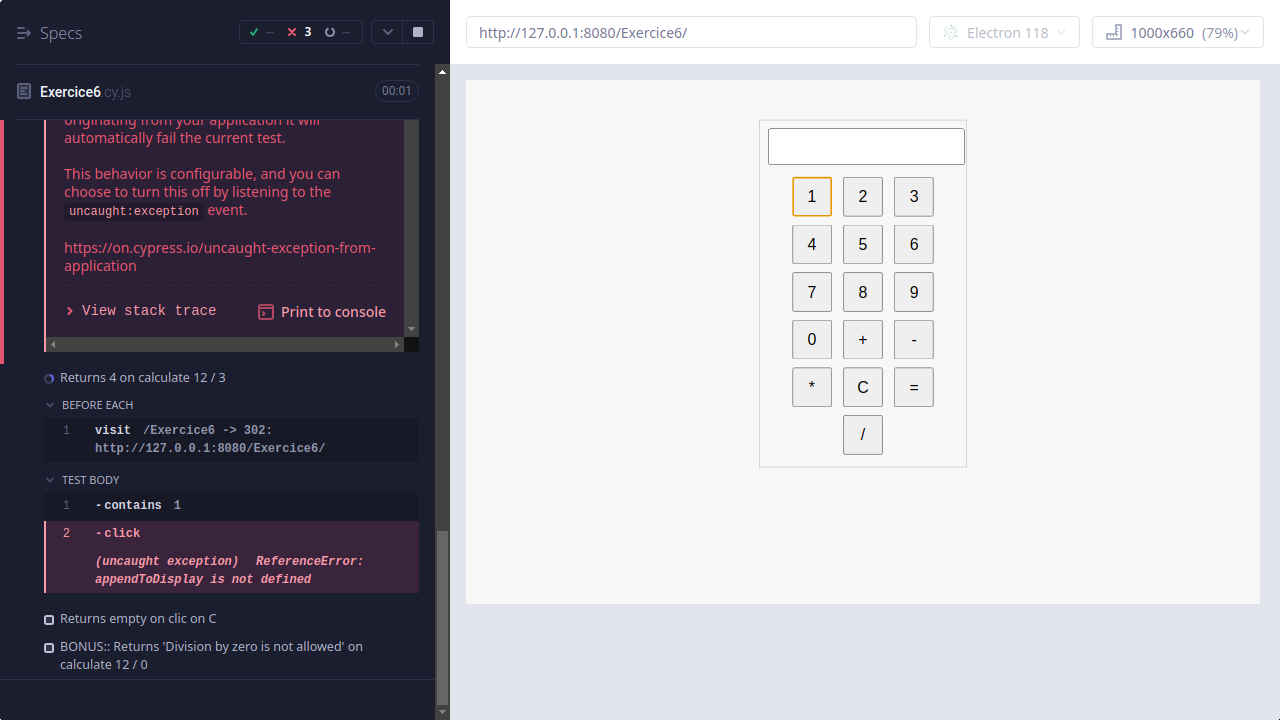 Specs
-- 3 --
http://127.0.0.1:8080/Exercice6/
Electron 118
1000x660 (79%)
Exercice6.cy.js
00:01
originating from your application it will
automatically fail the current test.
This behavior is configurable, and you can
choose to turn this off by listening to the
uncaught:exception event.
https://on.cypress.io/uncaught-exception-from-
application
View stack trace
Print to console
Returns 4 on calculate 12 / 3
BEFORE EACH
1 visit /Exercice6 -> 302:
http://127.0.0.1:8080/Exercice6/
TEST BODY
1 -contains 1
2 -click
(uncaught exception) ReferenceError:
appendToDisplay is not defined
Returns empty on clic on C
BONUS:: Returns 'Division by zero is not allowed' on
calculate 12 / 0
1 2 3
4 5 6
7 8 9
0 + -
* C =
/